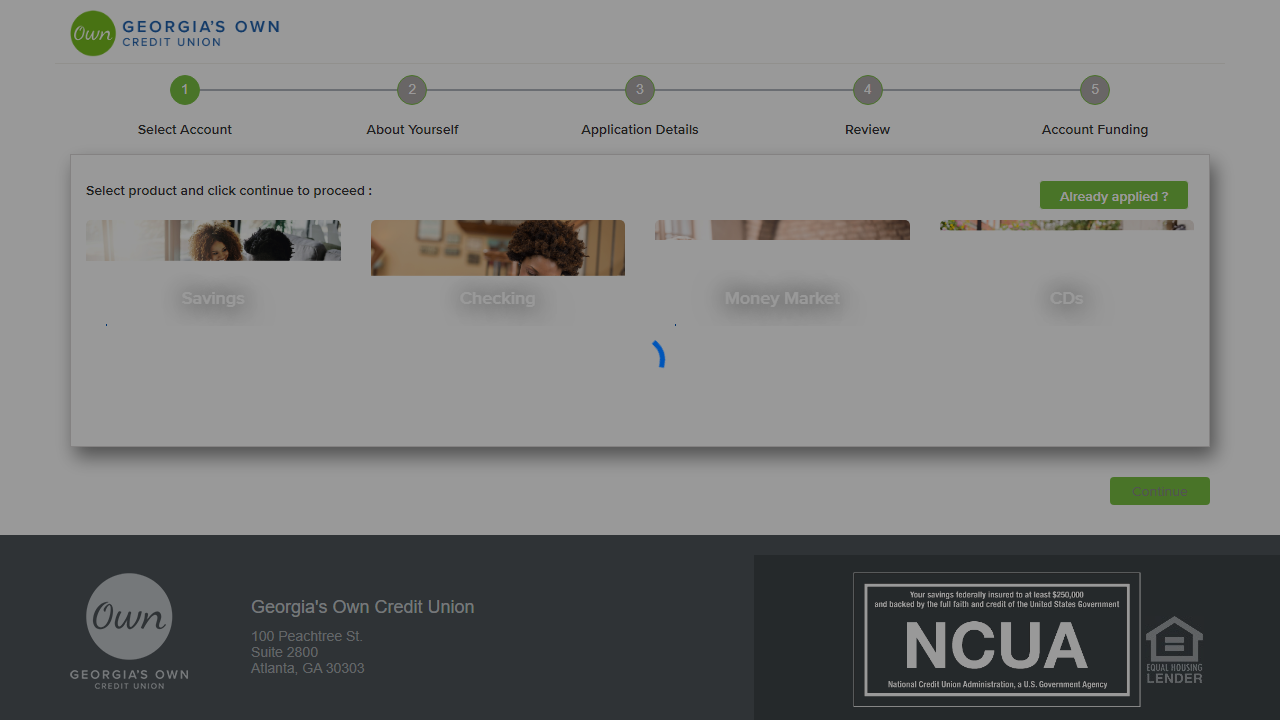 Own
GEORGIA'S OWN
CREDIT UNION
1
2
3
4
5
Select Account
About Yourself
Application Details
Review
Account Funding
Select product and click continue to proceed :
Already applied ?
Savings
Checking
Money Market
CDs
Continue
Own
GEORGIA'S OWN
CREDIT UNION
Georgia's Own Credit Union
100 Peachtree St.
Suite 2800
Atlanta, GA 30303
Your savings federally insured to at least $250,000
and backed by the full faith and credit of the United States Government
NCUA
National Credit Union Administration, a U.S. Government Agency
EQUAL HOUSING
LENDER